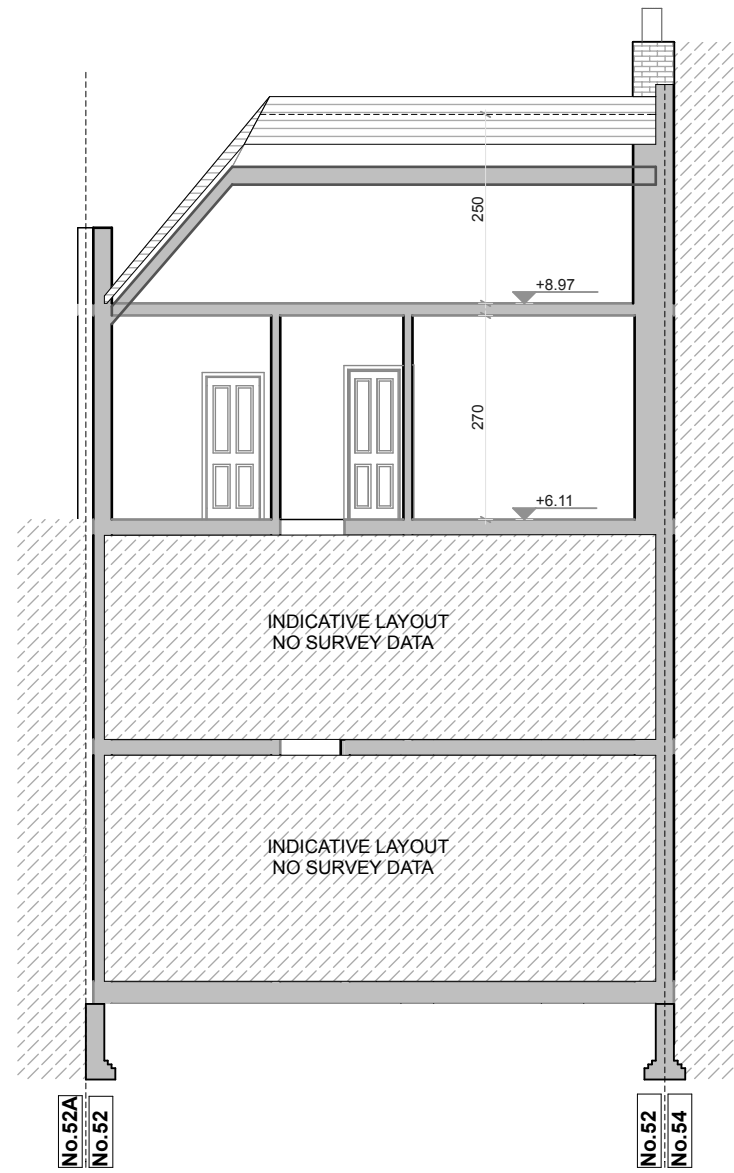 250
+8.97
270
+6.11
INDICATIVE LAYOUT
NO SURVEY DATA
INDICATIVE LAYOUT
NO SURVEY DATA
No.52A
No.52
No.52
No.54